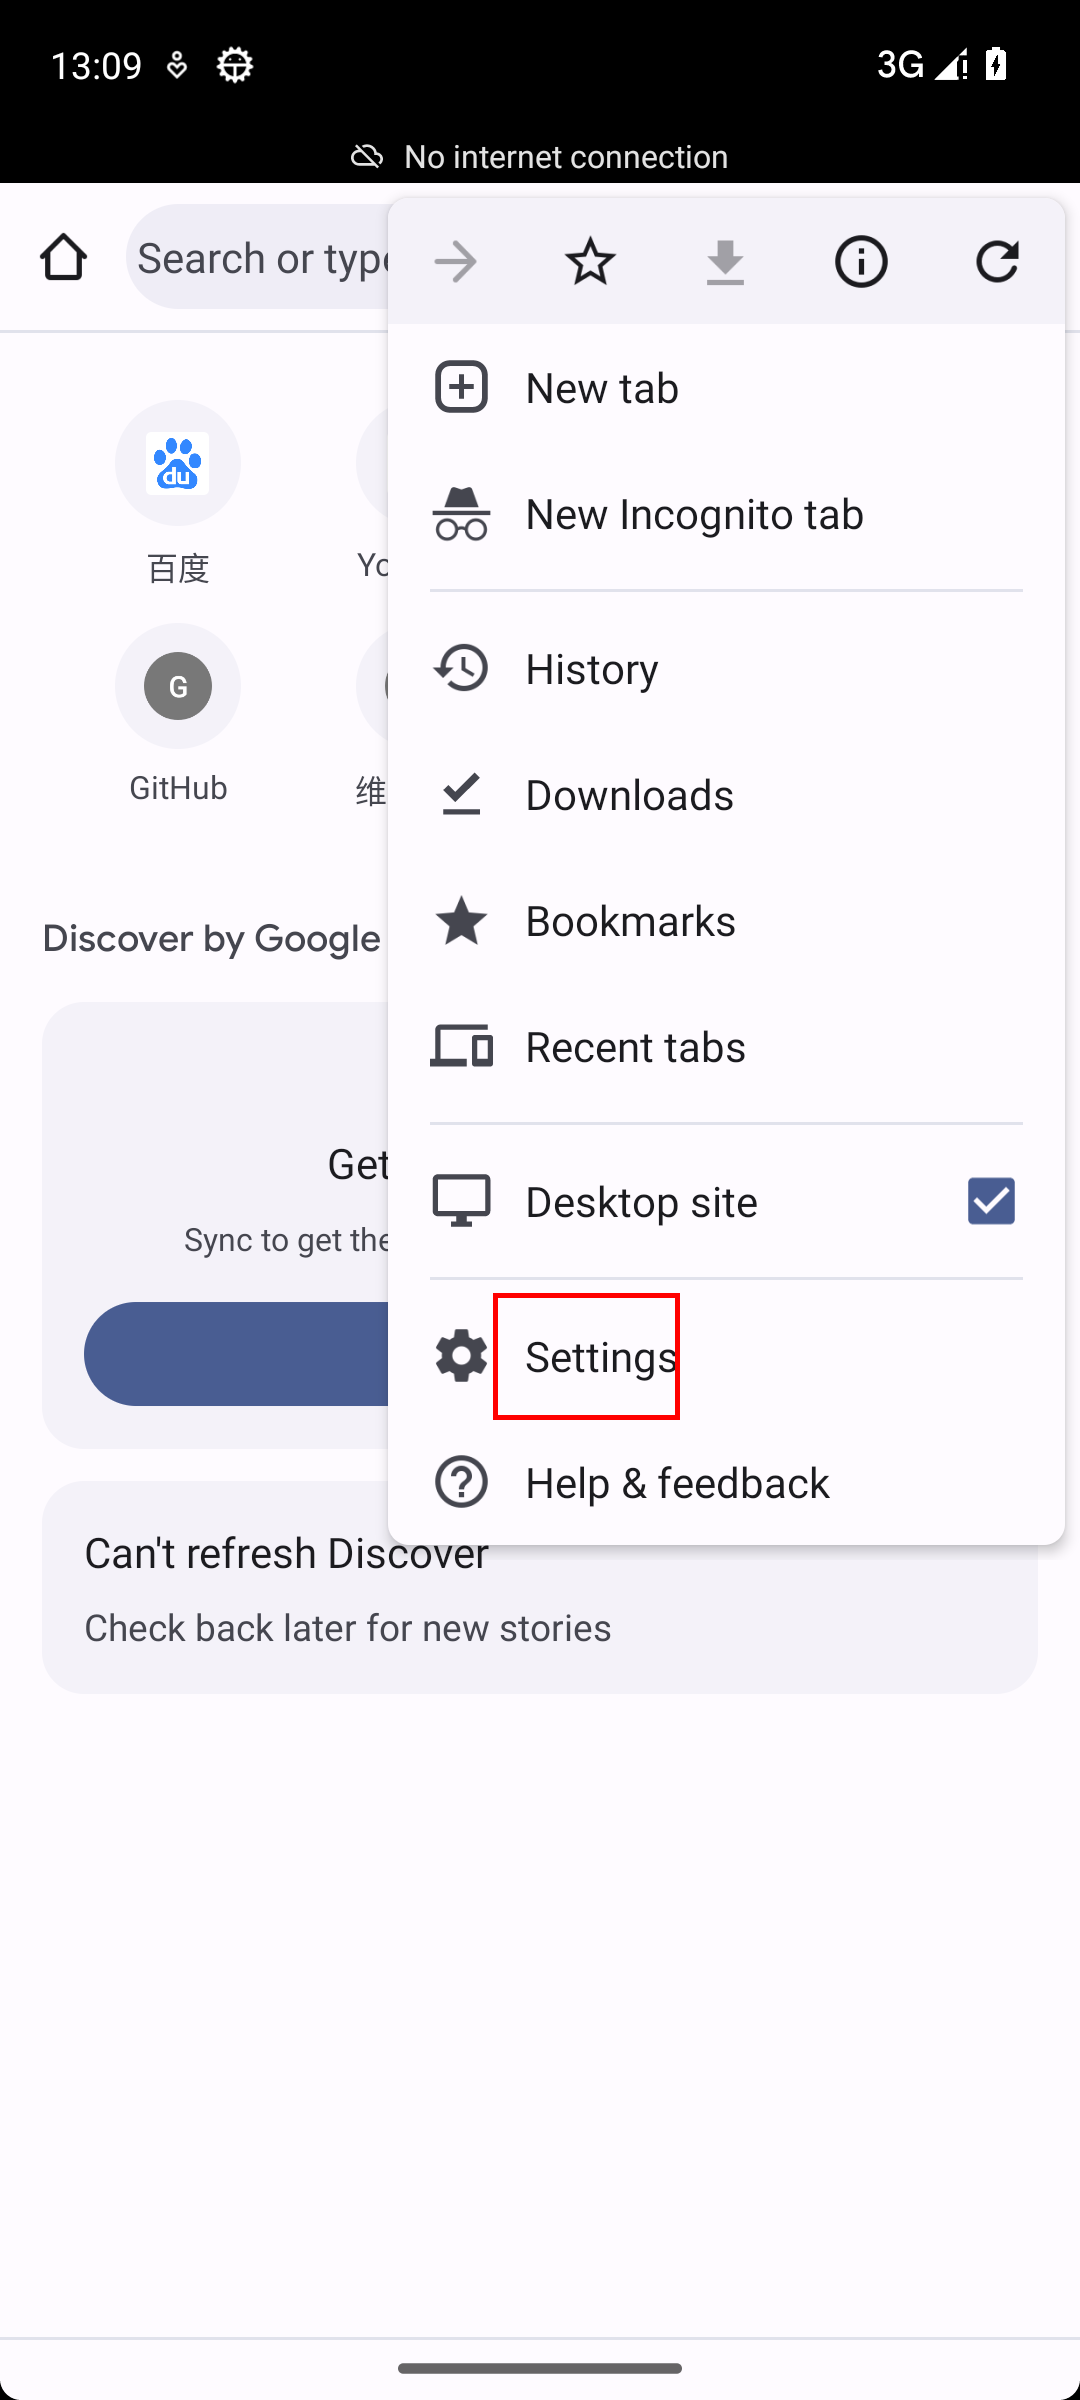 13:09
3G
No internet connection
Search or type
New tab
New Incognito tab
du
百度
Yo
History
G
GitHub
维
Downloads
Bookmarks
Discover by Google
Recent tabs
Get
Desktop site
Sync to get the
Settings
Help & feedback
Can't refresh Discover
Check back later for new stories